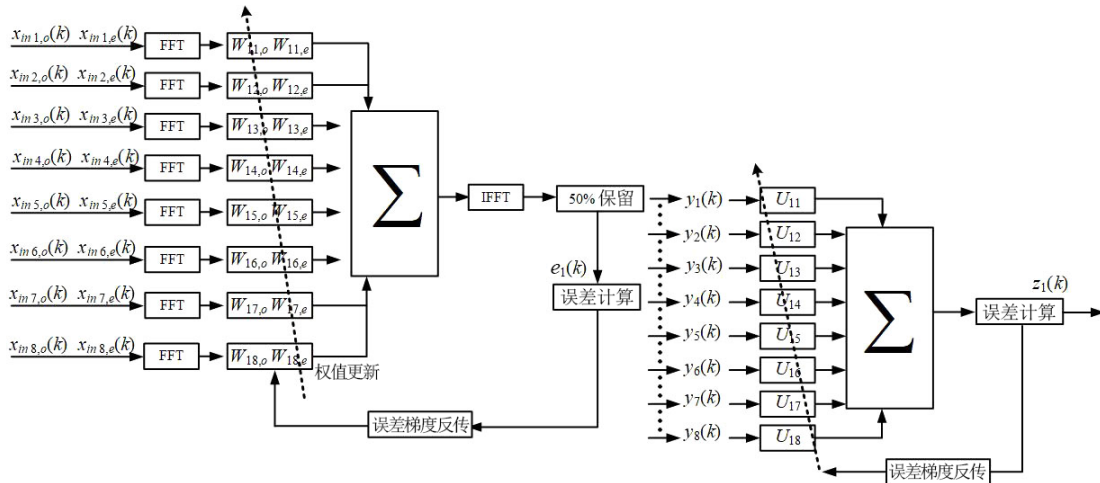 x_{in1,o}(k) x_{in1,e}(k) FFT W_{11,o} W_{11,e}
x_{in2,o}(k) x_{in2,e}(k) FFT W_{12,o} W_{12,e}
x_{in3,o}(k) x_{in3,e}(k) FFT W_{13,o} W_{13,e}
x_{in4,o}(k) x_{in4,e}(k) FFT W_{14,o} W_{14,e}
x_{in5,o}(k) x_{in5,e}(k) FFT W_{15,o} W_{15,e}
x_{in6,o}(k) x_{in6,e}(k) FFT W_{16,o} W_{16,e}
x_{in7,o}(k) x_{in7,e}(k) FFT W_{17,o} W_{17,e}
x_{in8,o}(k) x_{in8,e}(k) FFT W_{18,o} W_{18,e}
权值更新
∑
IFFT
50% 保留
e_1(k)
误差计算
误差梯度反传
y_1(k) U_{11}
y_2(k) U_{12}
y_3(k) U_{13}
y_4(k) U_{14}
y_5(k) U_{15}
y_6(k) U_{16}
y_7(k) U_{17}
y_8(k) U_{18}
∑
z_1(k)
误差计算
误差梯度反传